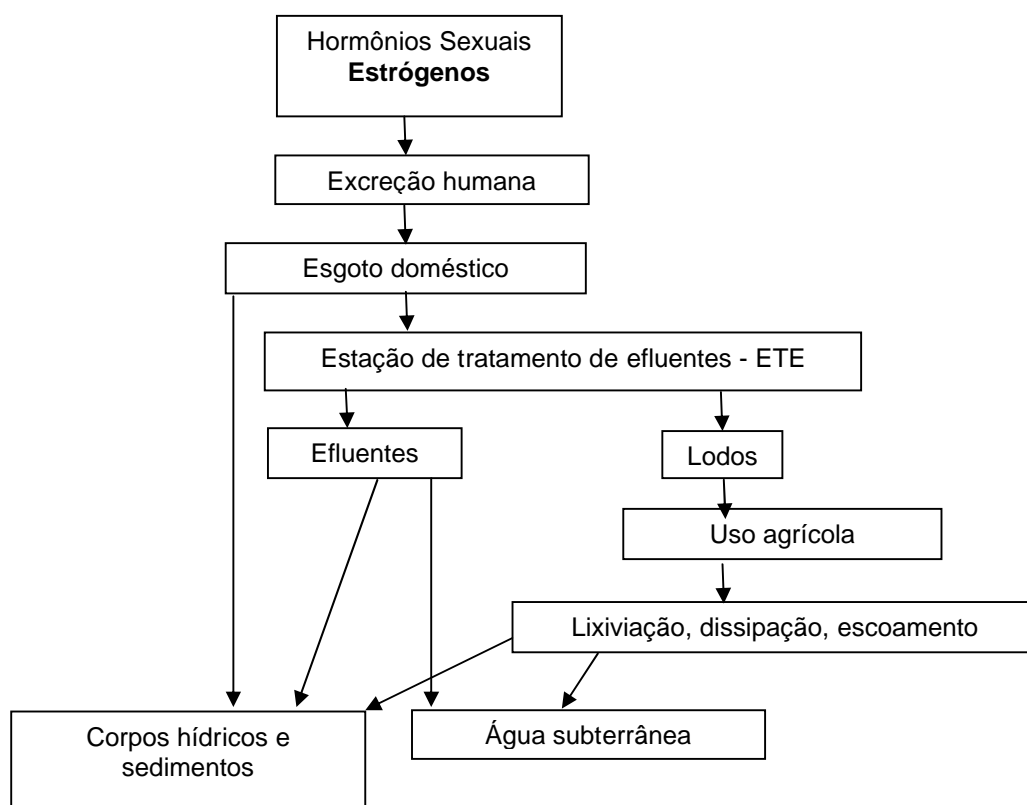 Hormônios Sexuais
Estrógenos
Excreção humana
Esgoto doméstico
Estação de tratamento de efluentes - ETE
Efluentes
Lodos
Uso agrícola
Lixiviação, dissipação, escoamento
Corpos hídricos e
sedimentos
Água subterrânea